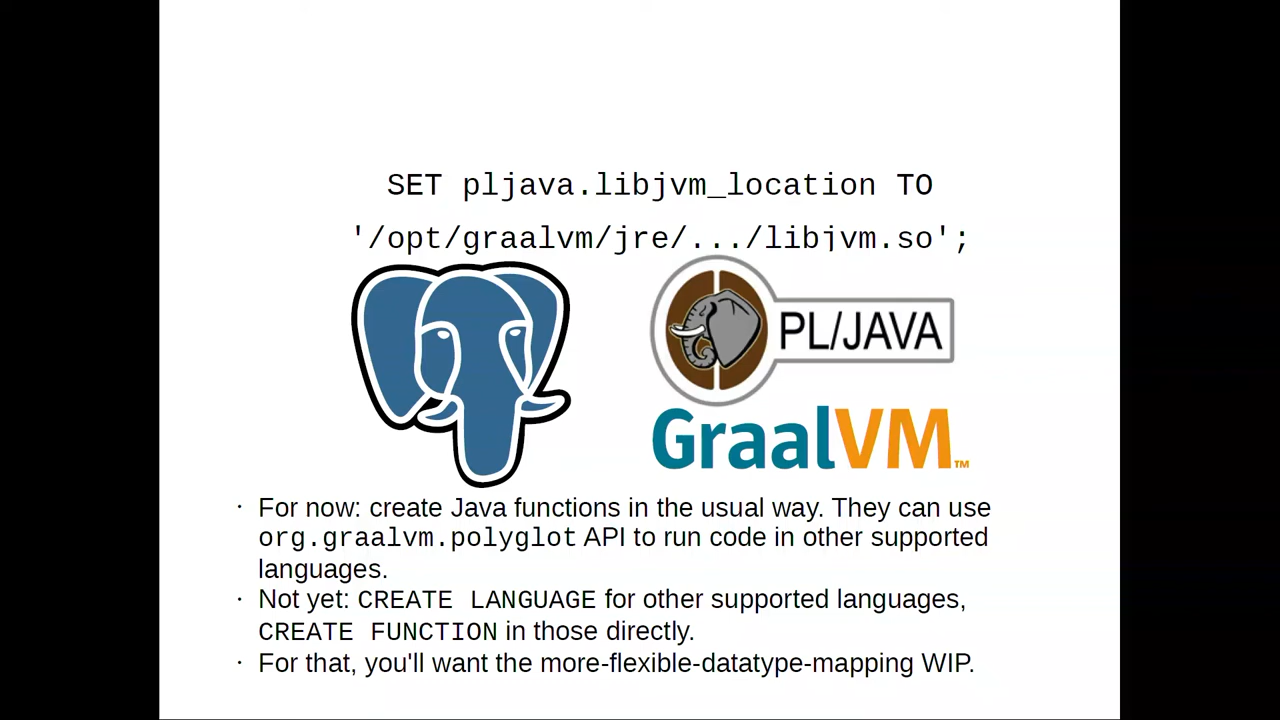 SET pljava.libjvm_location TO
'/opt/graalvm/jre/.../libjvm.so';
PL/JAVA
GraalVM™
· For now: create Java functions in the usual way. They can use
org.graalvm.polyglot API to run code in other supported
languages.
· Not yet: CREATE LANGUAGE for other supported languages,
CREATE FUNCTION in those directly.
· For that, you'll want the more-flexible-datatype-mapping WIP.